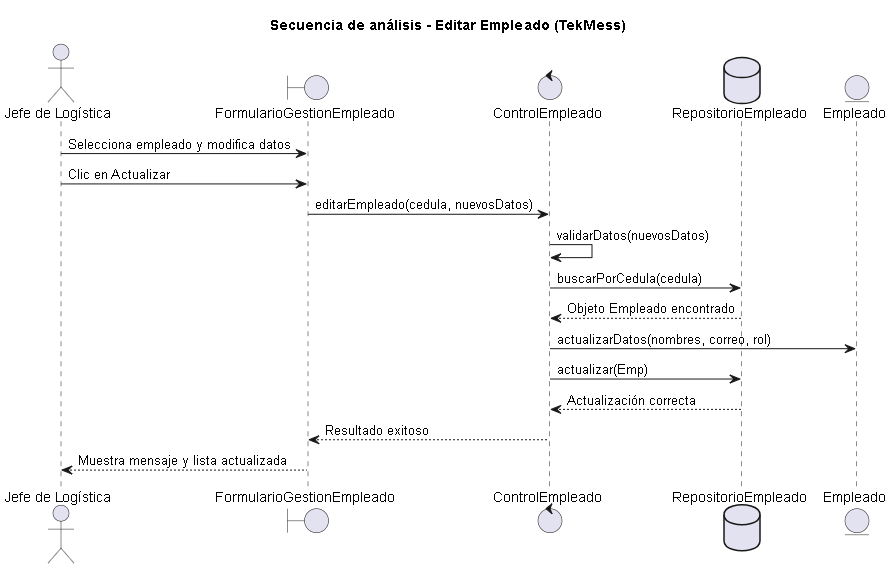 Secuencia de análisis - Editar Empleado (TekMess)
Jefe de Logística
FormularioGestionEmpleado
ControlEmpleado
RepositorioEmpleado
Empleado
Selecciona empleado y modifica datos
Clic en Actualizar
editarEmpleado(cedula, nuevosDatos)
validarDatos(nuevosDatos)
buscarPorCedula(cedula)
Objeto Empleado encontrado
actualizarDatos(nombres, correo, rol)
actualizar(Emp)
Actualización correcta
Resultado exitoso
Muestra mensaje y lista actualizada
Jefe de Logística
FormularioGestionEmpleado
ControlEmpleado
RepositorioEmpleado
Empleado